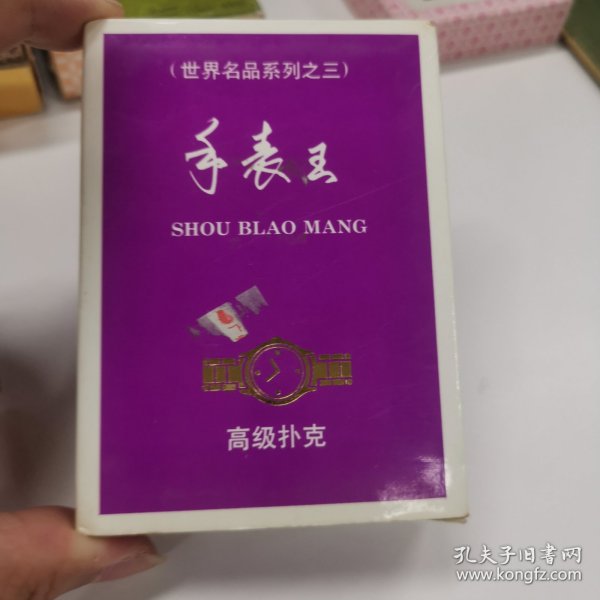 （世界名品系列之三）
手表王
SHOU BLAO MANG
高级扑克
孔夫子旧书网
www.kongfz.com